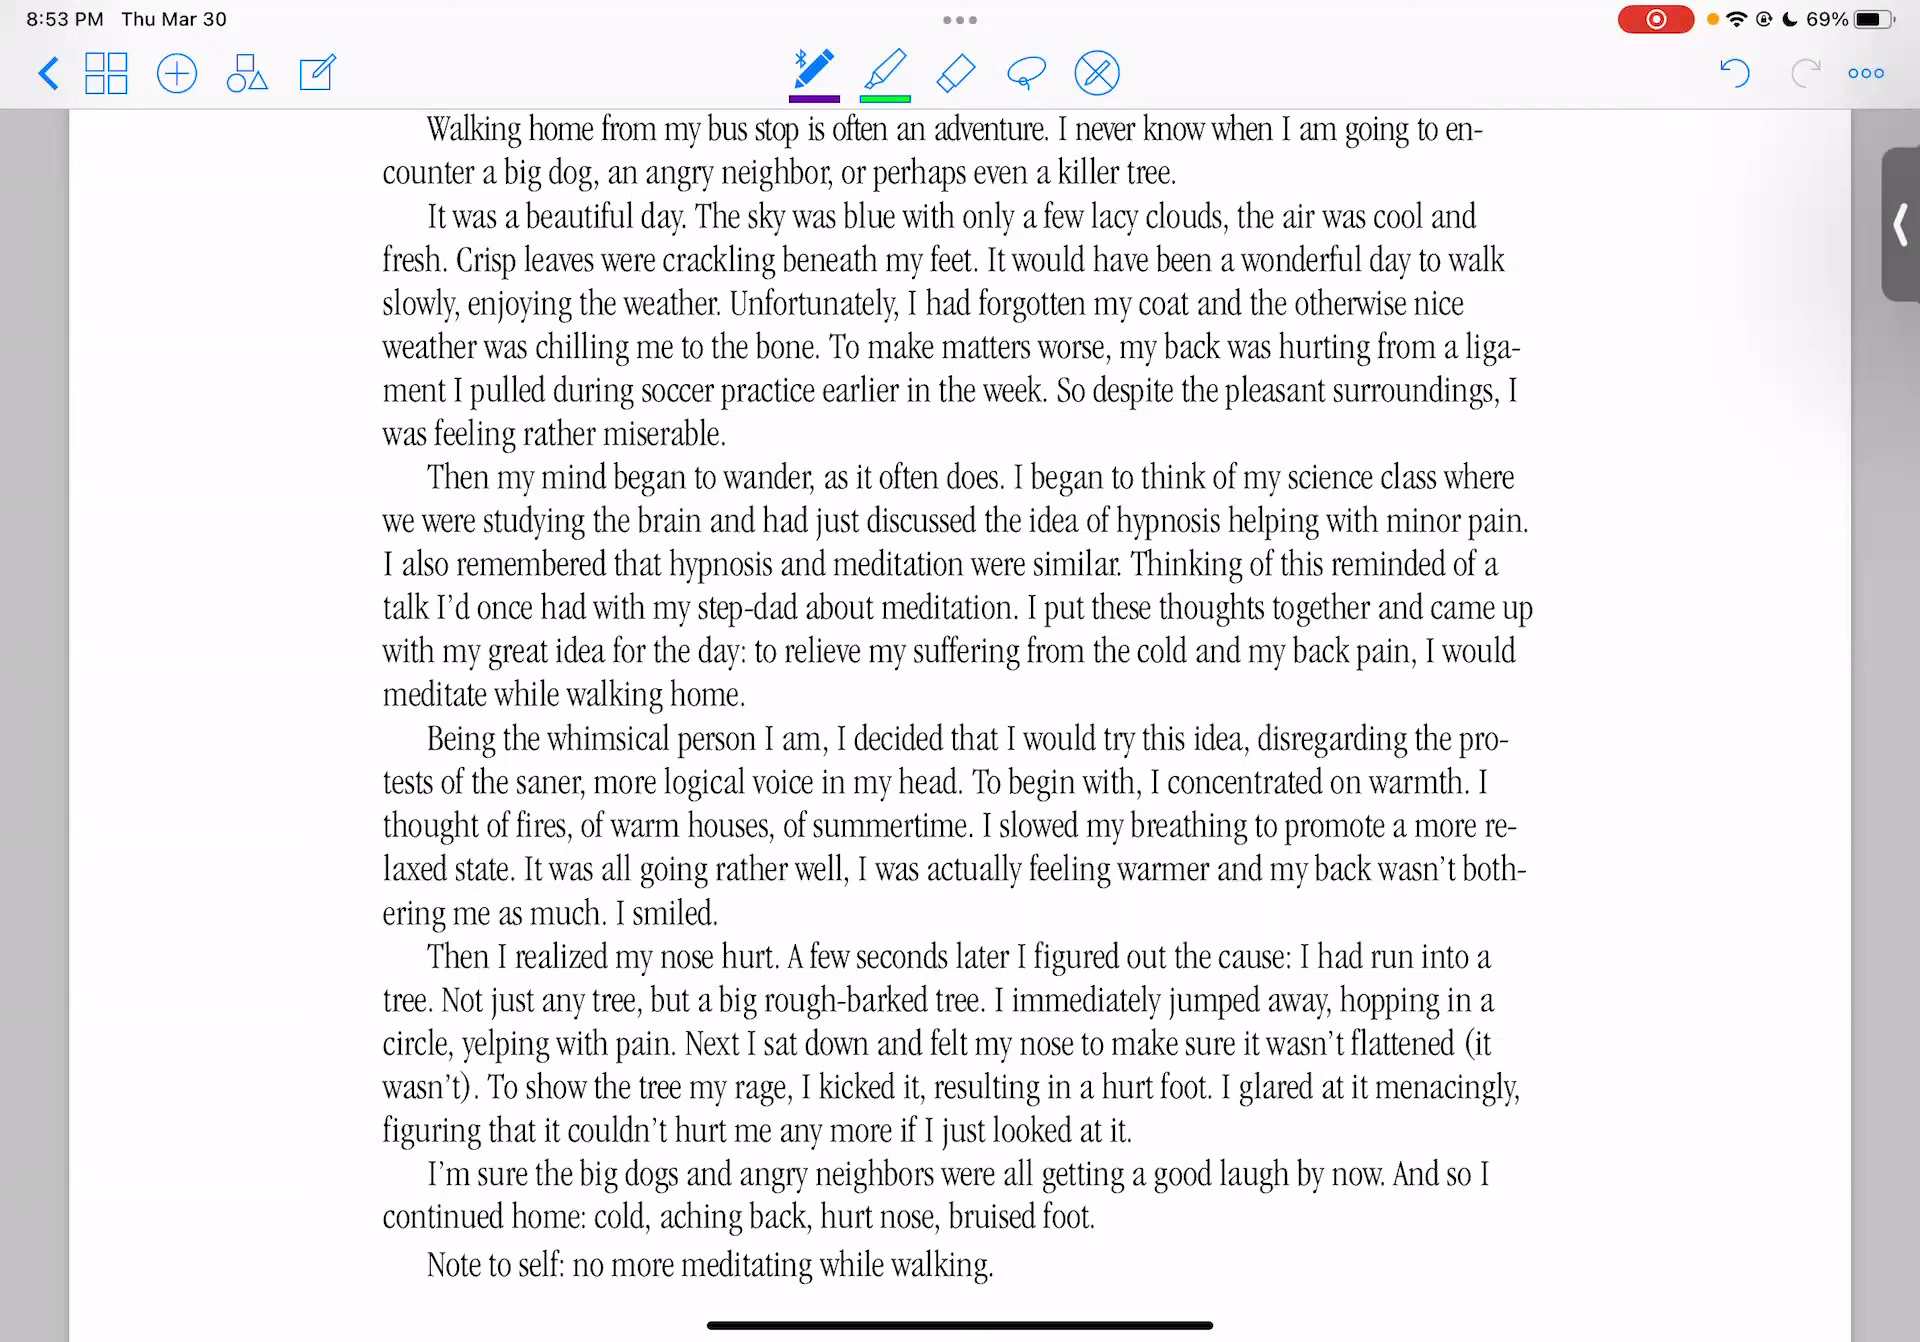 8:53 PM Thu Mar 30
69%
Walking home from my bus stop is often an adventure. I never know when I am going to en-
counter a big dog, an angry neighbor, or perhaps even a killer tree.
It was a beautiful day. The sky was blue with only a few lacy clouds, the air was cool and
fresh. Crisp leaves were crackling beneath my feet. It would have been a wonderful day to walk
slowly, enjoying the weather. Unfortunately, I had forgotten my coat and the otherwise nice
weather was chilling me to the bone. To make matters worse, my back was hurting from a liga-
ment I pulled during soccer practice earlier in the week. So despite the pleasant surroundings, I
was feeling rather miserable.
Then my mind began to wander, as it often does. I began to think of my science class where
we were studying the brain and had just discussed the idea of hypnosis helping with minor pain.
I also remembered that hypnosis and meditation were similar. Thinking of this reminded of a
talk I’d once had with my step-dad about meditation. I put these thoughts together and came up
with my great idea for the day: to relieve my suffering from the cold and my back pain, I would
meditate while walking home.
Being the whimsical person I am, I decided that I would try this idea, disregarding the pro-
tests of the saner, more logical voice in my head. To begin with, I concentrated on warmth. I
thought of fires, of warm houses, of summertime. I slowed my breathing to promote a more re-
laxed state. It was all going rather well, I was actually feeling warmer and my back wasn’t both-
ering me as much. I smiled.
Then I realized my nose hurt. A few seconds later I figured out the cause: I had run into a
tree. Not just any tree, but a big rough-barked tree. I immediately jumped away, hopping in a
circle, yelping with pain. Next I sat down and felt my nose to make sure it wasn’t flattened (it
wasn’t). To show the tree my rage, I kicked it, resulting in a hurt foot. I glared at it menacingly,
figuring that it couldn’t hurt me any more if I just looked at it.
I’m sure the big dogs and angry neighbors were all getting a good laugh by now. And so I
continued home: cold, aching back, hurt nose, bruised foot.
Note to self: no more meditating while walking.